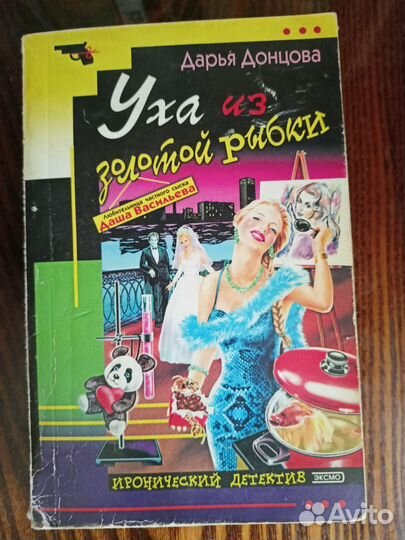 Дарья Донцова
Уха из
золотой рыбки
Любительница частного сыска
Даша Васильева
ИРОНИЧЕСКИЙ ДЕТЕКТИВ ЭКСМО
Avito